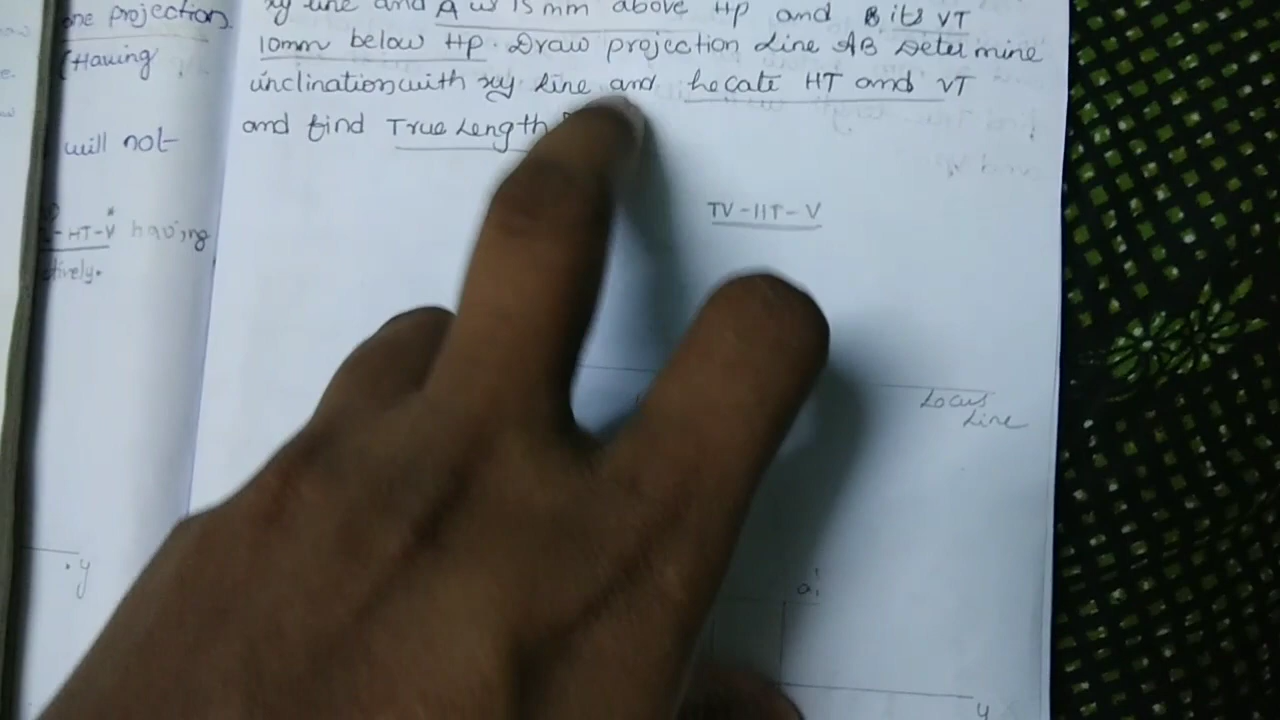 one projection.
(Having
will not
-HT-V having
xy line and A is 15mm above Hp and B its VT
10mm below Hp. Draw projection Line AB Determine
inclination with xy line and Locate HT and VT
and find True Length
TV-HT-V
Locus
Line
a'
y
y